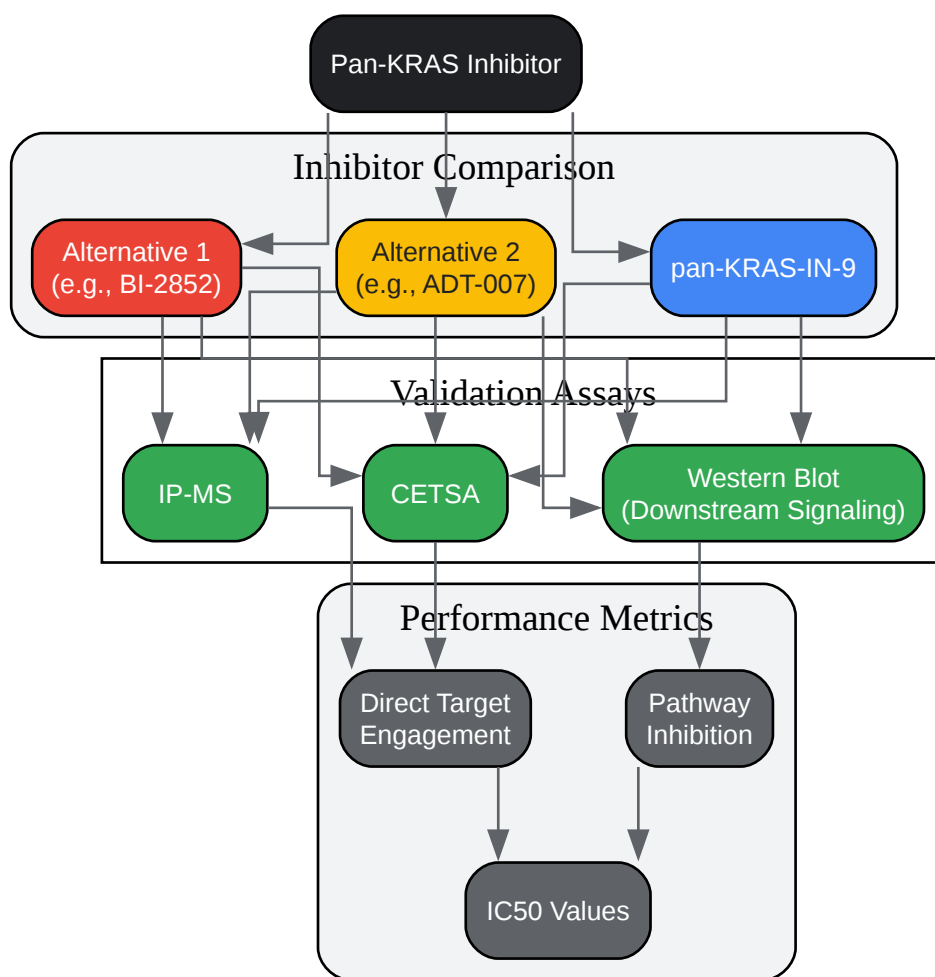 Pan-KRAS Inhibitor
Inhibitor Comparison
Alternative 1
(e.g., BI-2852)
Alternative 2
(e.g., ADT-007)
pan-KRAS-IN-9
Validation Assays
IP-MS
CETSA
Western Blot
(Downstream Signaling)
Performance Metrics
Direct Target
Engagement
Pathway
Inhibition
IC50 Values